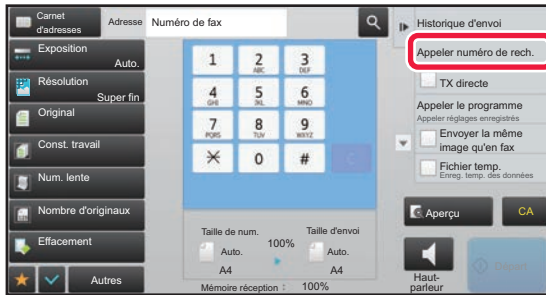 Carnet
d'adresses
Adresse
Numéro de fax
Exposition
Auto.
Résolution
Super fin
Original
Const. travail
Num. lente
Nombre d'originaux
Effacement
Autres
1
2
ABC
3
DEF
4
GHI
5
JKL
6
MNO
7
PQRS
8
TUV
9
WXYZ
0
#
C
Taille de num.
Auto.
A4
100%
Taille d'envoi
Auto.
A4
Mémoire réception : 100%
Historique d'envoi
Appeler numéro de rech.
TX directe
Appeler le programme
Appeler réglages enregistrés
Envoyer la même
image qu'en fax
Fichier temp.
Enreg. temp. des données
Aperçu
CA
Haut-
parleur
Départ